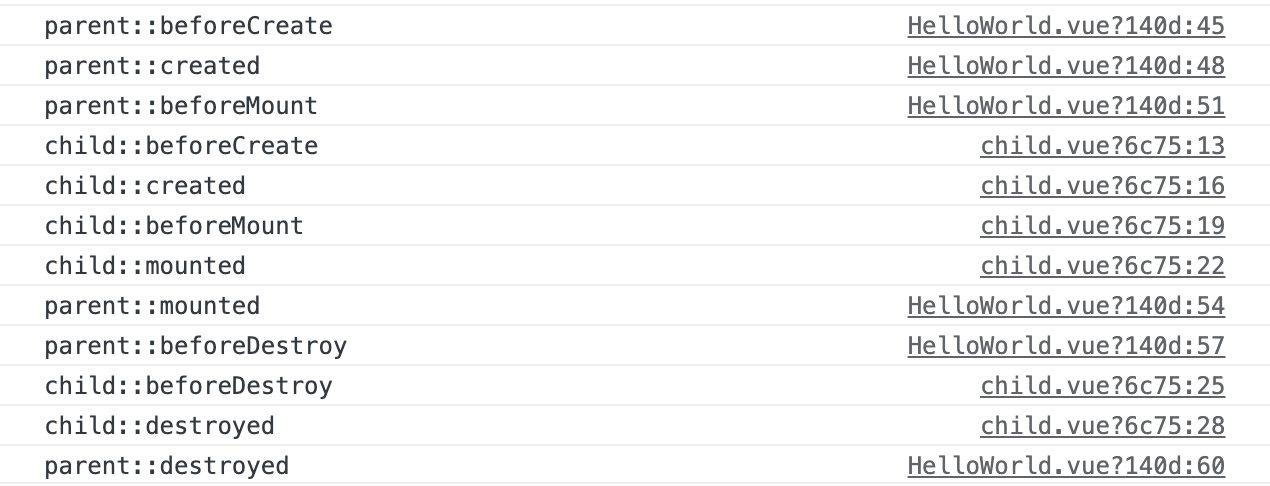 parent::beforeCreate HelloWorld.vue?140d:45
parent::created HelloWorld.vue?140d:48
parent::beforeMount HelloWorld.vue?140d:51
child::beforeCreate child.vue?6c75:13
child::created child.vue?6c75:16
child::beforeMount child.vue?6c75:19
child::mounted child.vue?6c75:22
parent::mounted HelloWorld.vue?140d:54
parent::beforeDestroy HelloWorld.vue?140d:57
child::beforeDestroy child.vue?6c75:25
child::destroyed child.vue?6c75:28
parent::destroyed HelloWorld.vue?140d:60